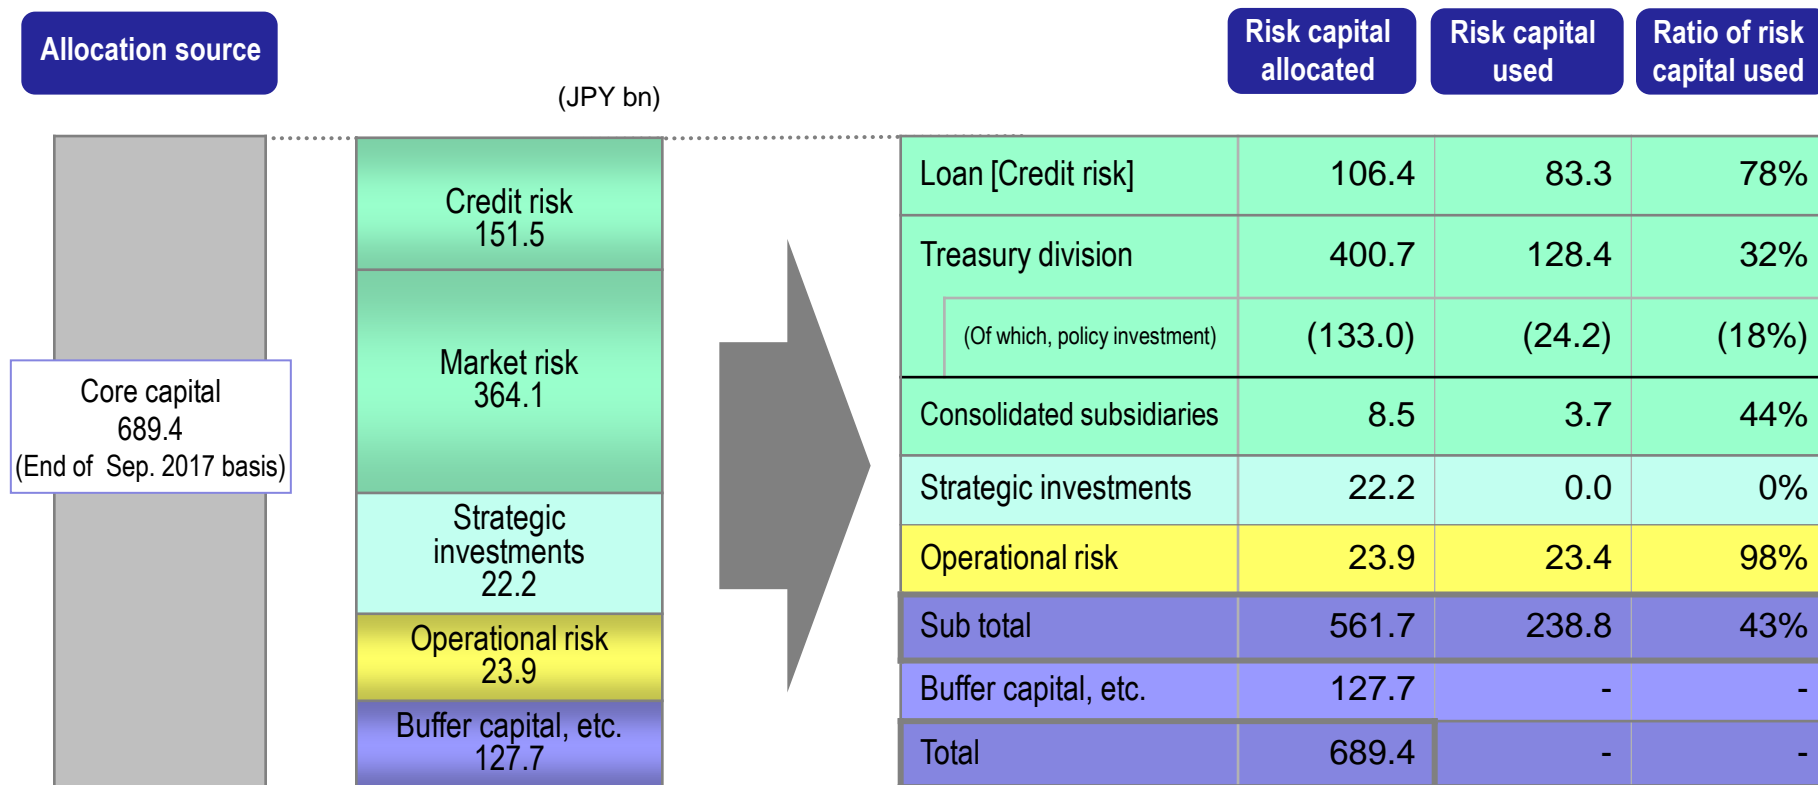 Allocation source
Risk capital
allocated
Risk capital
used
Ratio of risk
capital used
(JPY bn)
Core capital
689.4
(End of Sep. 2017 basis)
Credit risk
151.5
Market risk
364.1
Strategic
investments
22.2
Operational risk
23.9
Buffer capital, etc.
127.7
Loan [Credit risk] 106.4 83.3 78%
Treasury division 400.7 128.4 32%
(Of which, policy investment) (133.0) (24.2) (18%)
Consolidated subsidiaries 8.5 3.7 44%
Strategic investments 22.2 0.0 0%
Operational risk 23.9 23.4 98%
Sub total 561.7 238.8 43%
Buffer capital, etc. 127.7 - -
Total 689.4 - -